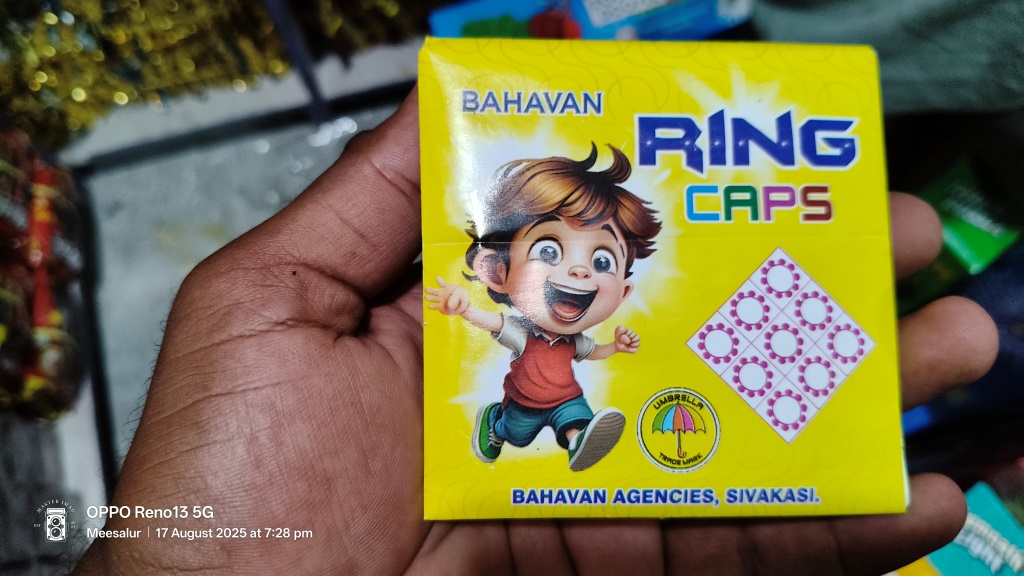 BAHAVAN
RING
CAPS
UMBRELLA
TRADE MARK
BAHAVAN AGENCIES, SIVAKASI.
OPPO Reno13 5G
Meesalur | 17 August 2025 at 7:28 pm